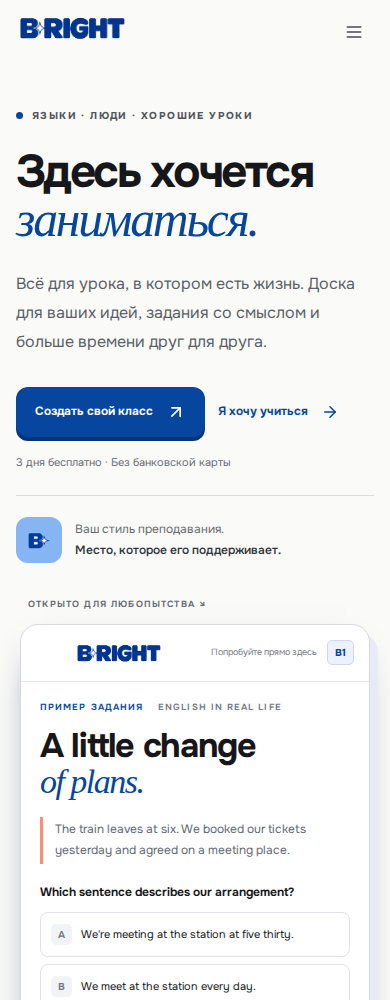 B·RIGHT
ЯЗЫКИ · ЛЮДИ · ХОРОШИЕ УРОКИ
Здесь хочется
заниматься.
Всё для урока, в котором есть жизнь. Доска
для ваших идей, задания со смыслом и
больше времени друг для друга.
Создать свой класс ↗
Я хочу учиться →
3 дня бесплатно · Без банковской карты
B
Ваш стиль преподавания.
Место, которое его поддерживает.
ОТКРЫТО ДЛЯ ЛЮБОПЫТСТВА ↘
B·RIGHT
Попробуйте прямо здесь
B1
ПРИМЕР ЗАДАНИЯ
ENGLISH IN REAL LIFE
A little change
of plans.
The train leaves at six. We booked our tickets
yesterday and agreed on a meeting place.
Which sentence describes our arrangement?
A We're meeting at the station at five thirty.
B We meet at the station every day.